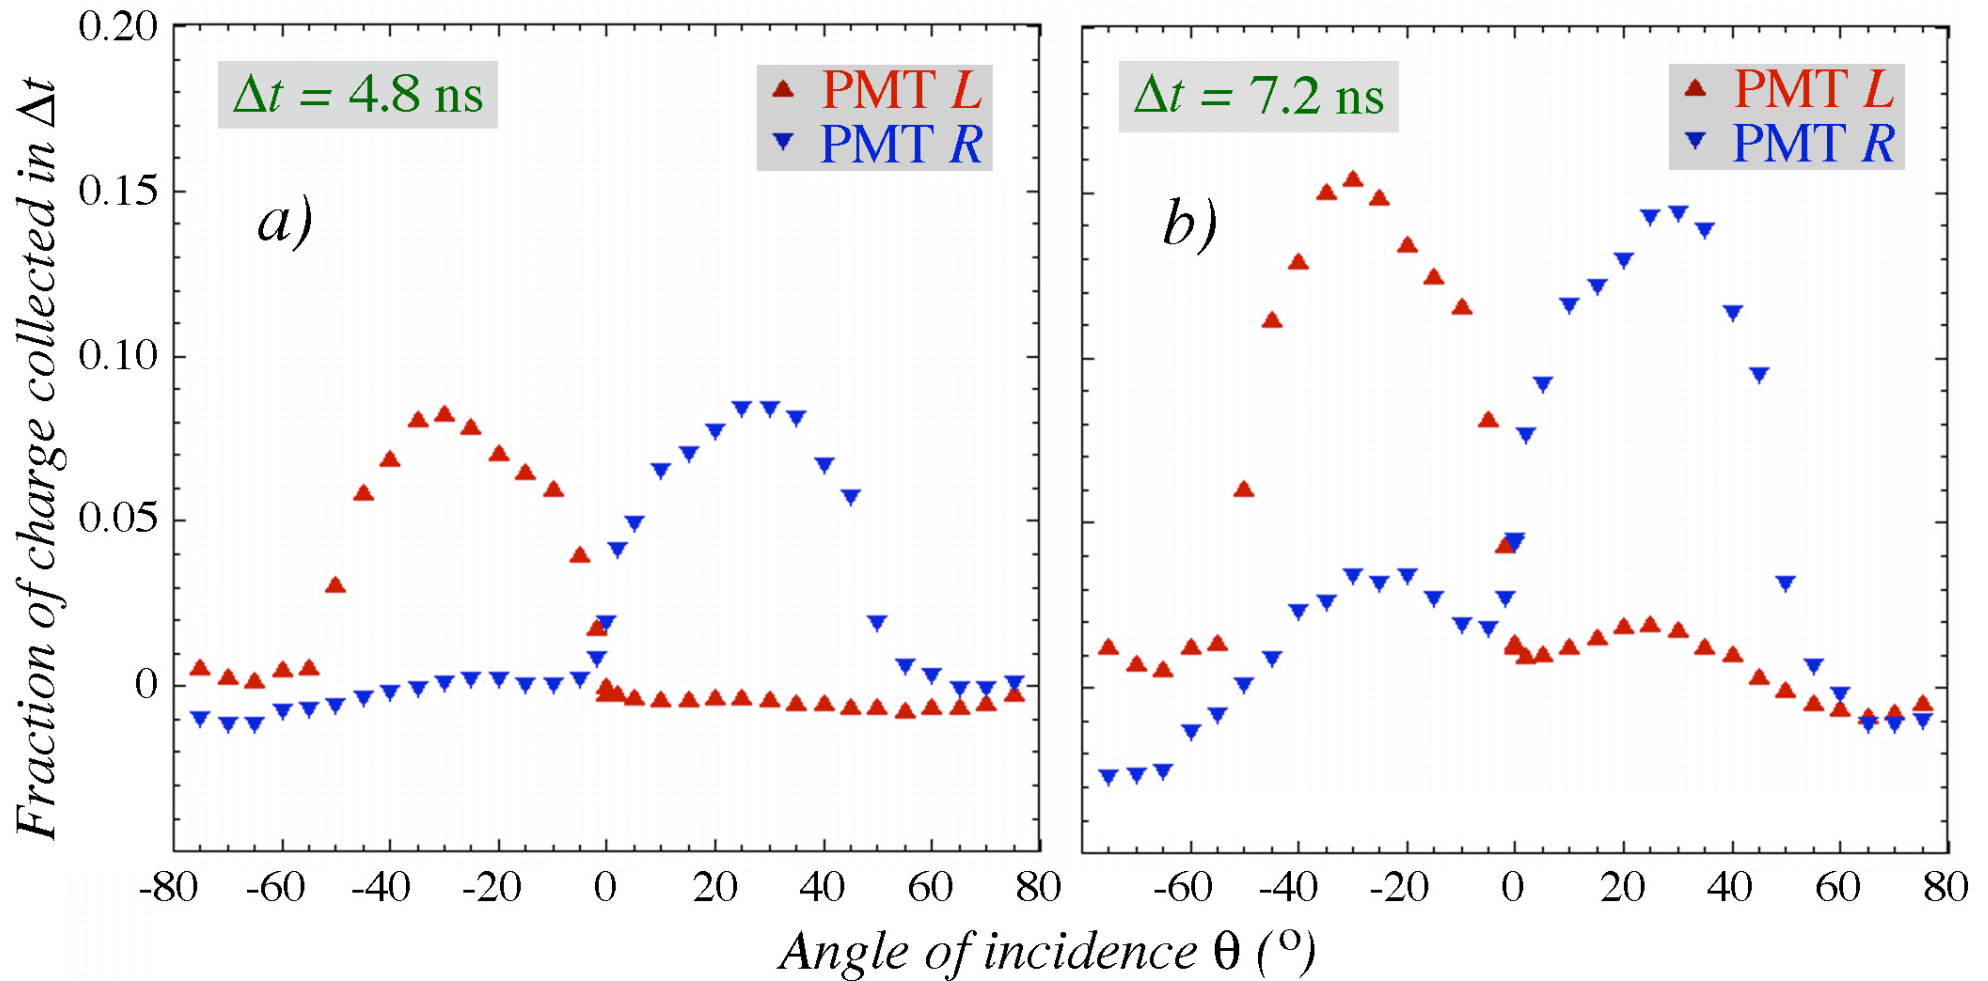 Fraction of charge collected in Δt
0.20
0.15
0.10
0.05
0
Δt = 4.8 ns
PMT L
PMT R
a)
-80 -60 -40 -20 0 20 40 60 80
Δt = 7.2 ns
PMT L
PMT R
b)
-60 -40 -20 0 20 40 60 80
Angle of incidence θ (°)